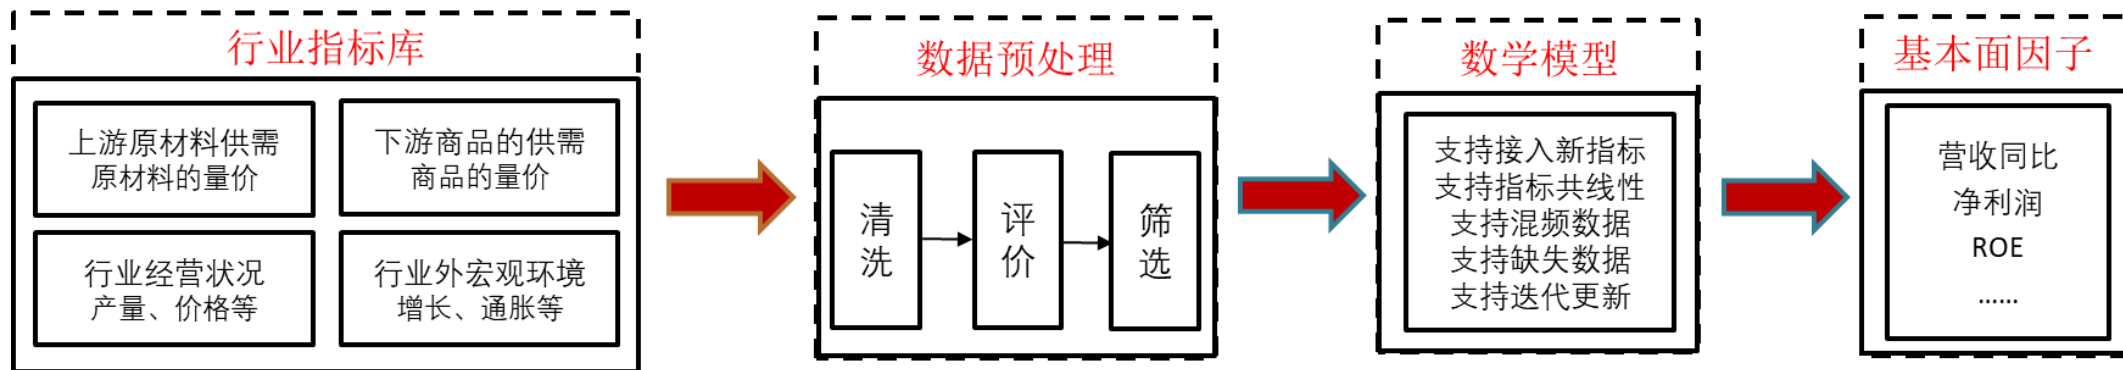 行业指标库
上游原材料供需
原材料的量价
下游商品的供需
商品的量价
行业经营状况
产量、价格等
行业外宏观环境
增长、通胀等
数据预处理
清洗
评价
筛选
数学模型
支持接入新指标
支持指标共线性
支持混频数据
支持缺失数据
支持迭代更新
基本面因子
营收同比
净利润
ROE
……